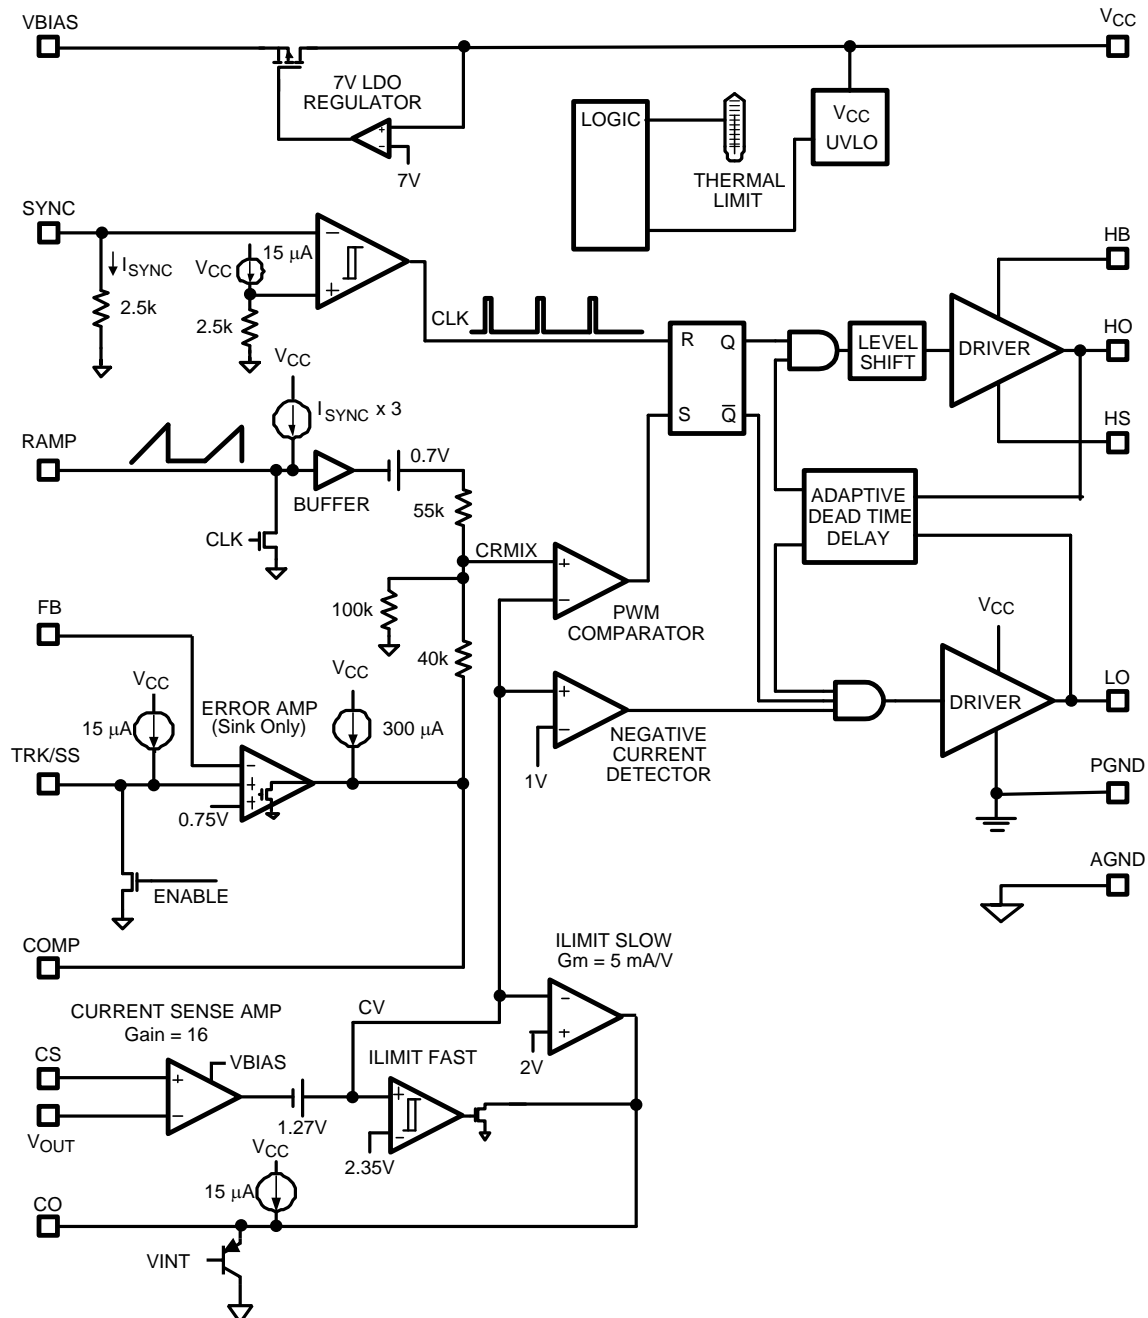 VBIAS
VCC
7V LDO
REGULATOR
+
-
7V
LOGIC
THERMAL
LIMIT
VCC
UVLO
SYNC
ISYNC
2.5k
VCC
15 µA
2.5k
−
+
CLK
R Q
S Q̅
LEVEL
SHIFT
DRIVER
HB
HO
HS
VCC
ISYNC x 3
RAMP
BUFFER
0.7V
55k
CLK
CRMIX
100k
40k
+
−
PWM
COMPARATOR
ADAPTIVE
DEAD TIME
DELAY
FB
VCC
15 µA
ERROR AMP
(Sink Only)
VCC
300 µA
TRK/SS
-
+
+
0.75V
ENABLE
+
−
1V
NEGATIVE
CURRENT
DETECTOR
VCC
DRIVER
LO
PGND
AGND
COMP
ILIMIT SLOW
Gm = 5 mA/V
-
+
2V
CURRENT SENSE AMP
Gain = 16
CV
CS
VOUT
+
−
VBIAS
1.27V
ILIMIT FAST
+
−
2.35V
VCC
15 µA
CO
VINT